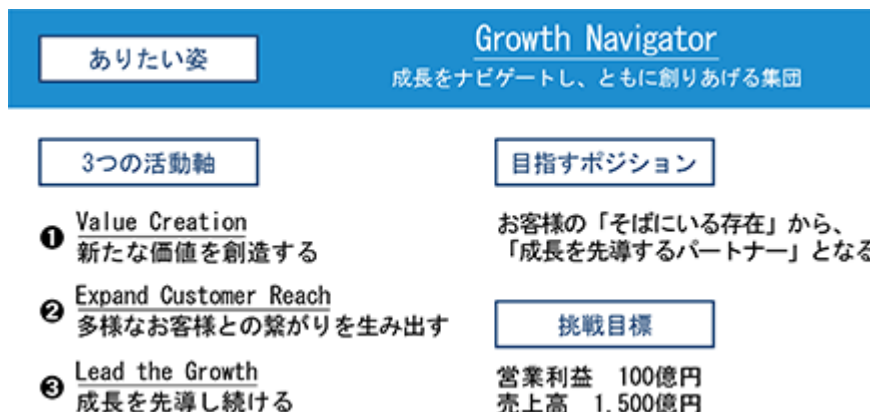 ありたい姿
Growth Navigator
成長をナビゲートし、ともに創りあげる集団
3つの活動軸
❶ Value Creation
新たな価値を創造する
❷ Expand Customer Reach
多様なお客様との繋がりを生み出す
❸ Lead the Growth
成長を先導し続ける
目指すポジション
お客様の「そばにいる存在」から、
「成長を先導するパートナー」となる
挑戦目標
営業利益 100億円
売上高 1,500億円